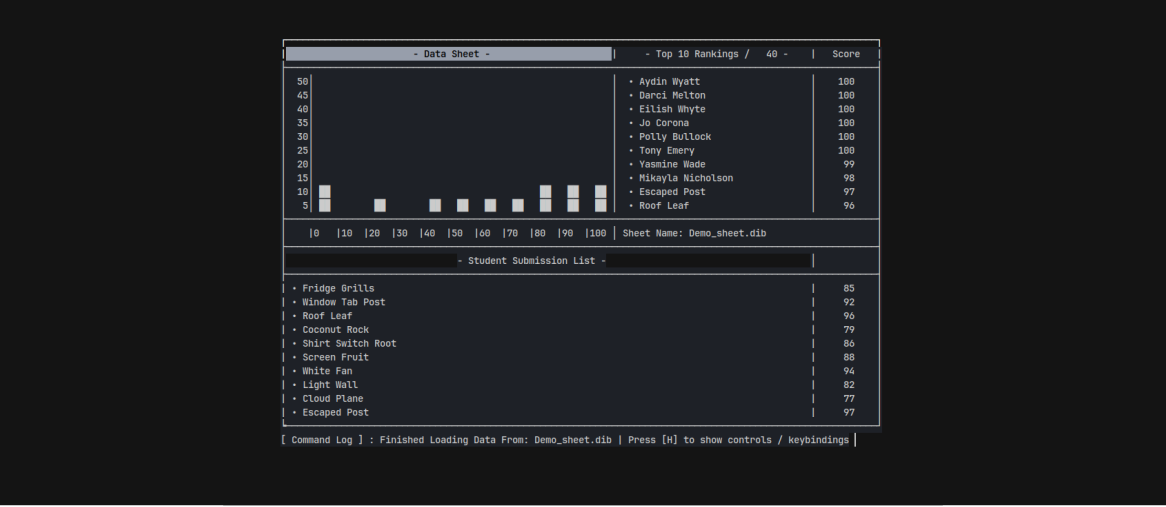 - Data Sheet - | - Top 10 Rankings / 40 - | Score |
50 • Aydin Wyatt 100
45 • Darci Melton 100
40 • Eilish Whyte 100
35 • Jo Corona 100
30 • Polly Bullock 100
25 • Tony Emery 100
20 • Yasmine Wade 99
15 • Mikayla Nicholson 98
10 • Escaped Post 97
5 • Roof Leaf 96
|0 |10 |20 |30 |40 |50 |60 |70 |80 |90 |100 | Sheet Name: Demo_sheet.dib
- Student Submission List -
• Fridge Grills 85
• Window Tab Post 92
• Roof Leaf 96
• Coconut Rock 79
• Shirt Switch Root 86
• Screen Fruit 88
• White Fan 94
• Light Wall 82
• Cloud Plane 77
• Escaped Post 97
[ Command Log ] : Finished Loading Data From: Demo_sheet.dib | Press [H] to show controls / keybindings